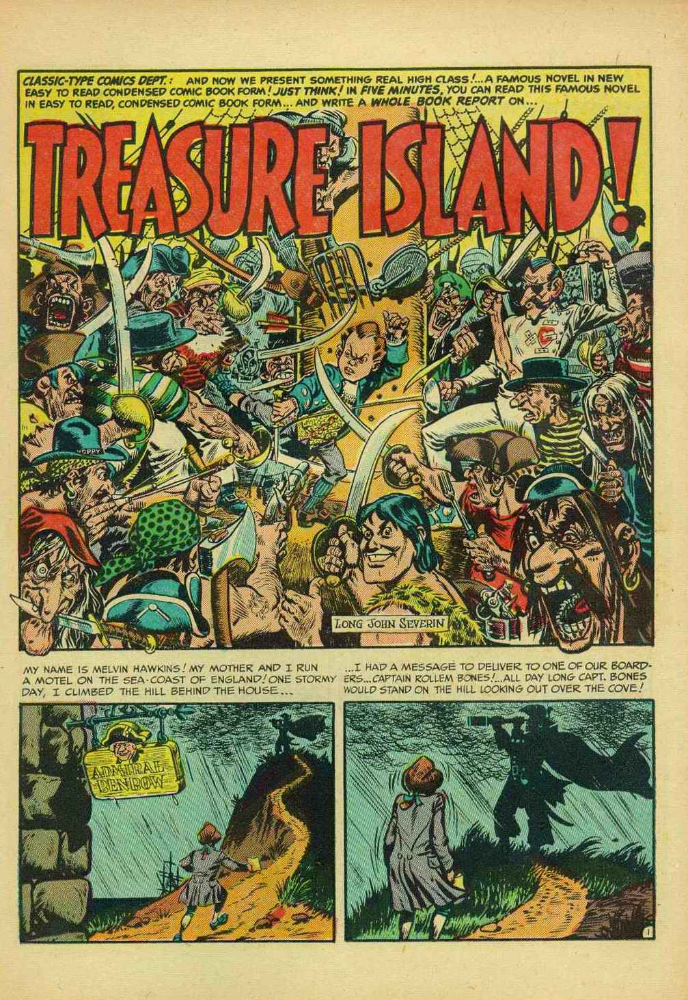 CLASSIC-TYPE COMICS DEPT.: AND NOW WE PRESENT SOMETHING REAL HIGH CLASS!...A FAMOUS NOVEL IN NEW
EASY TO READ CONDENSED COMIC BOOK FORM! JUST THINK! IN FIVE MINUTES, YOU CAN READ THIS FAMOUS NOVEL
IN EASY TO READ, CONDENSED COMIC BOOK FORM... AND WRITE A WHOLE BOOK REPORT ON...
TREASURE ISLAND!
C
HOPPY
LONG JOHN SEVERIN
MY NAME IS MELVIN HAWKINS! MY MOTHER AND I RUN
A MOTEL ON THE SEA-COAST OF ENGLAND! ONE STORMY
DAY, I CLIMBED THE HILL BEHIND THE HOUSE...
...I HAD A MESSAGE TO DELIVER TO ONE OF OUR BOARD-
ERS...CAPTAIN ROLLEM BONES!...ALL DAY LONG CAPT. BONES
WOULD STAND ON THE HILL LOOKING OUT OVER THE COVE!
ADMIRAL
BENBOW
1